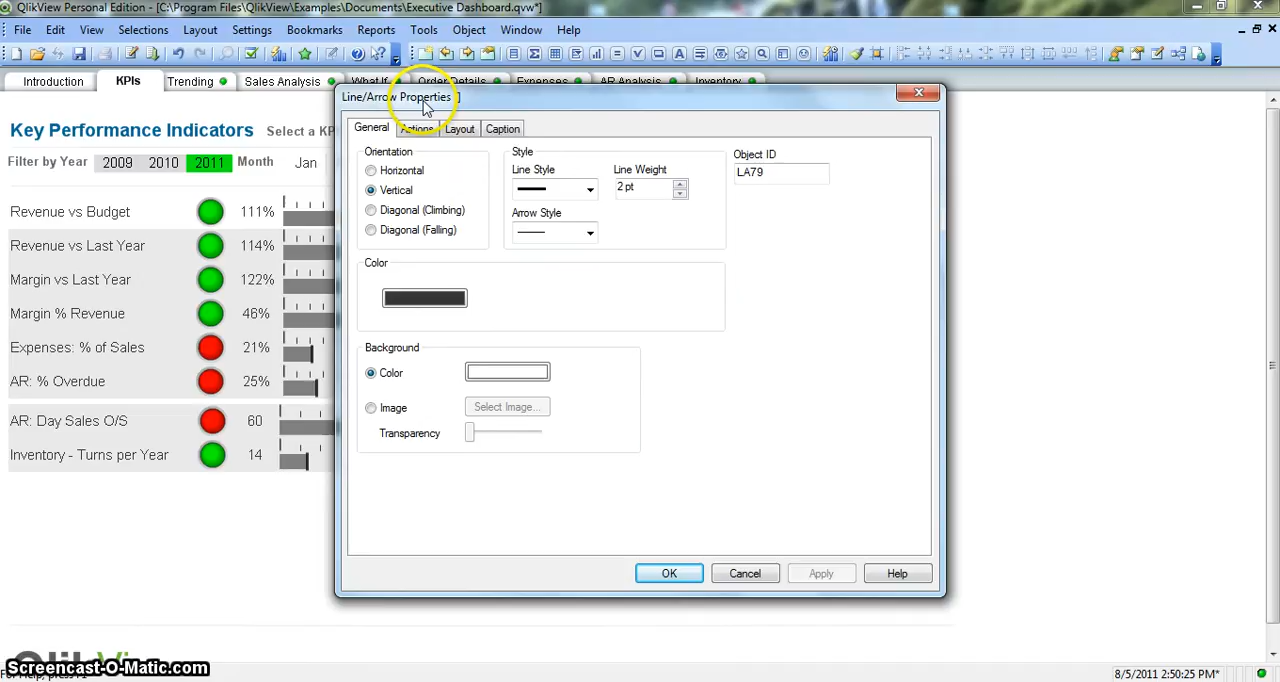 QlikView Personal Edition - [C:\Program Files\QlikView\Examples\Documents\Executive Dashboard.qvw*]
File Edit View Selections Layout Settings Bookmarks Reports Tools Object Window Help
Introduction KPIs Trending Sales Analysis What If Order Details Expenses AR Analysis Inventory
Line/Arrow Properties
General Actions Layout Caption
Key Performance Indicators Select a KP
Filter by Year 2009 2010 2011 Month Jan
Revenue vs Budget 111%
Revenue vs Last Year 114%
Margin vs Last Year 122%
Margin % Revenue 46%
Expenses: % of Sales 21%
AR: % Overdue 25%
AR: Day Sales O/S 60
Inventory - Turns per Year 14
Orientation
Horizontal
Vertical
Diagonal (Climbing)
Diagonal (Falling)
Style
Line Style Line Weight
2 pt
Arrow Style
Object ID
LA79
Color
Background
Color
Image Select Image...
Transparency
OK Cancel Apply Help
QlikView
Screencast-O-Matic.com
8/5/2011 2:50:25 PM*